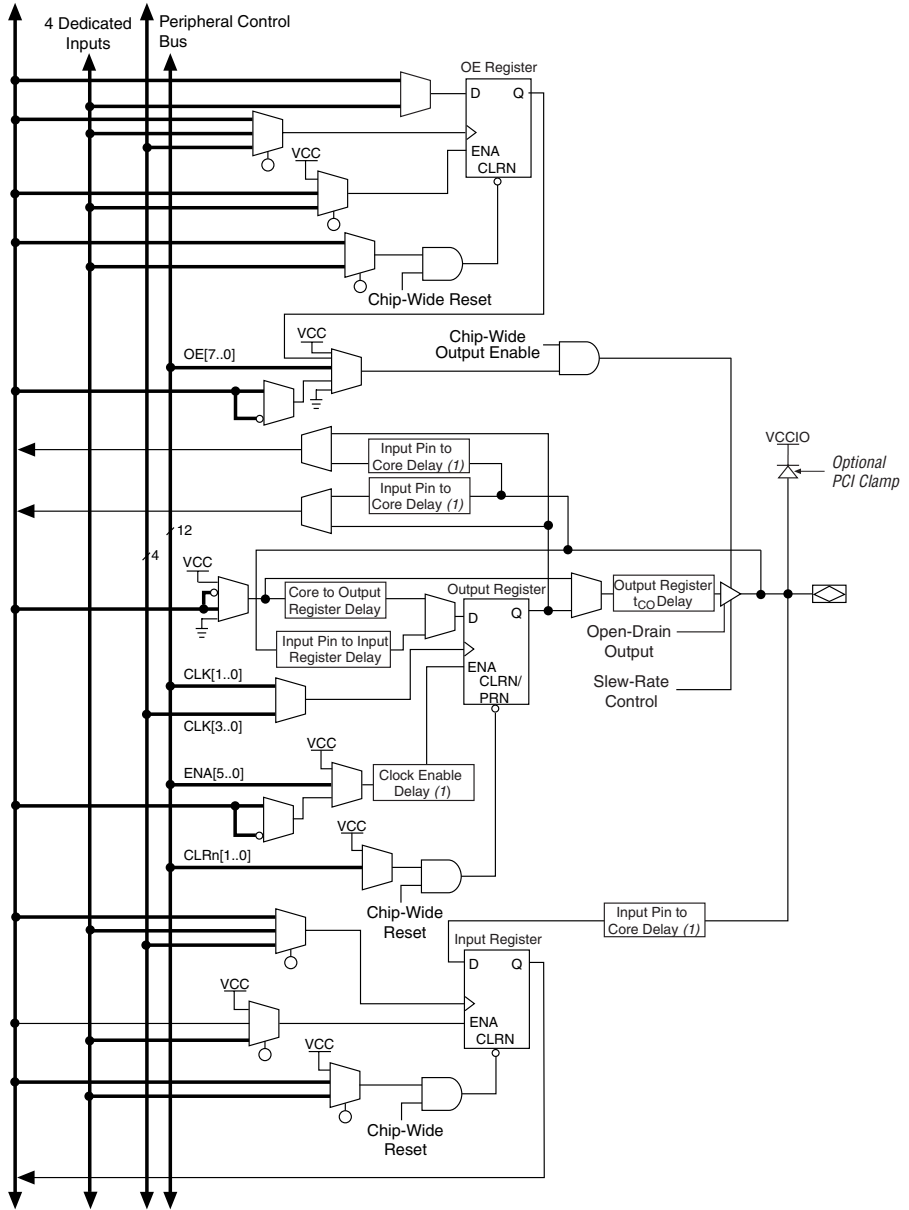 4 Dedicated
Inputs
Peripheral Control
Bus
OE Register
D Q
ENA
CLRN
VCC
Chip-Wide Reset
VCC
OE[7..0]
Chip-Wide
Output Enable
Input Pin to
Core Delay (1)
Input Pin to
Core Delay (1)
VCCIO
Optional
PCI Clamp
12
4
VCC
Core to Output
Register Delay
Input Pin to Input
Register Delay
Output Register
D Q
ENA
CLRN/
PRN
Output Register
tCO Delay
Open-Drain
Output
Slew-Rate
Control
CLK[1..0]
CLK[3..0]
VCC
ENA[5..0]
Clock Enable
Delay (1)
VCC
CLRn[1..0]
Chip-Wide
Reset
Input Pin to
Core Delay (1)
Input Register
D Q
ENA
CLRN
VCC
VCC
Chip-Wide
Reset